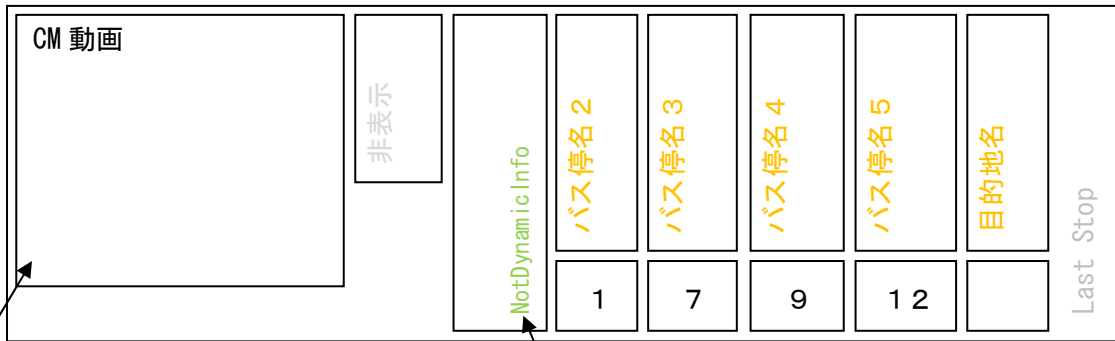 CM 動画
非表示
NotDynamicInfo
バス停名２
バス停名３
バス停名４
バス停名５
目的地名
Last Stop
１
７
９
１２